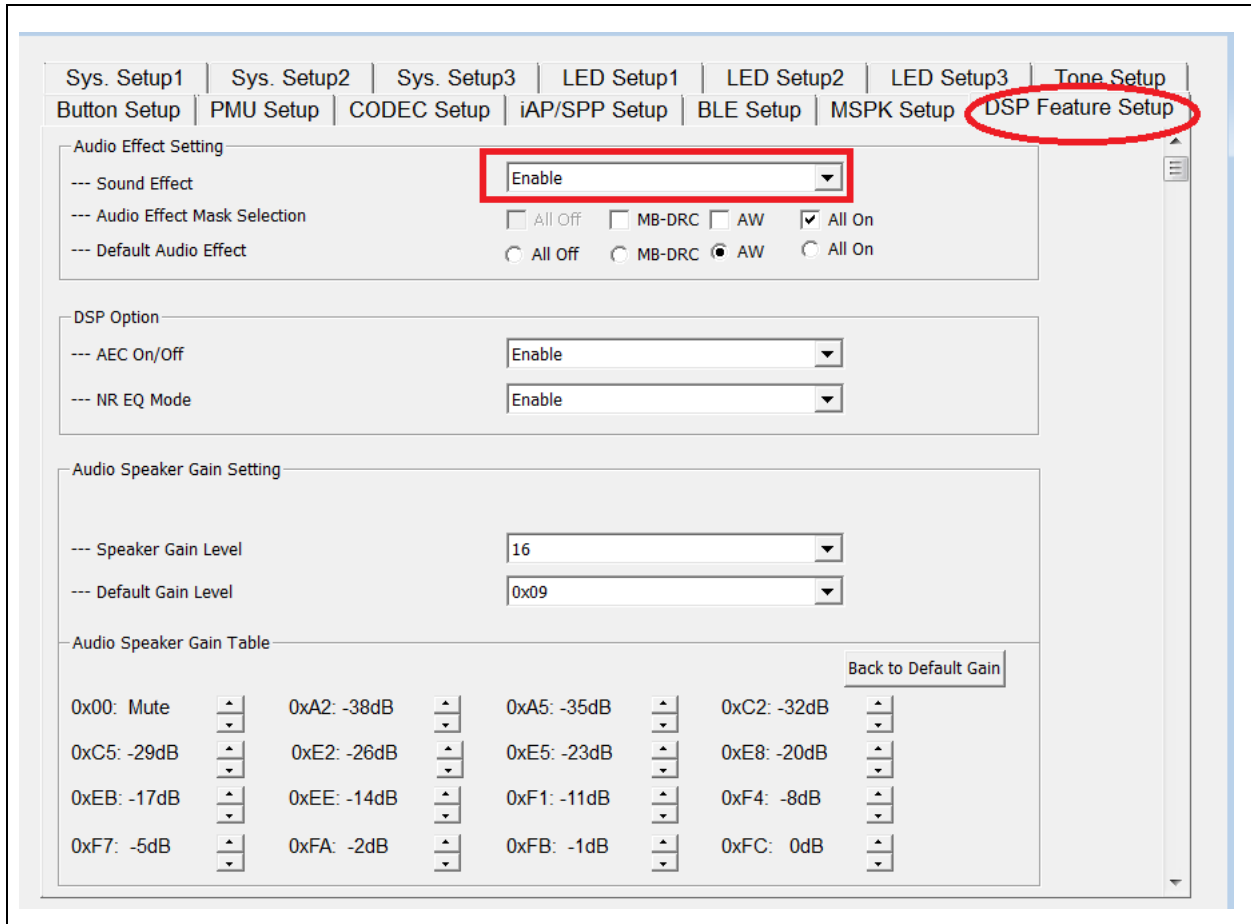 Sys. Setup1 Sys. Setup2 Sys. Setup3 LED Setup1 LED Setup2 LED Setup3 Tone Setup
Button Setup PMU Setup CODEC Setup iAP/SPP Setup BLE Setup MSPK Setup DSP Feature Setup
Audio Effect Setting
--- Sound Effect Enable
--- Audio Effect Mask Selection All Off MB-DRC AW All On
--- Default Audio Effect All Off MB-DRC AW All On
DSP Option
--- AEC On/Off Enable
--- NR EQ Mode Enable
Audio Speaker Gain Setting
--- Speaker Gain Level 16
--- Default Gain Level 0x09
Audio Speaker Gain Table
Back to Default Gain
0x00: Mute 0xA2: -38dB 0xA5: -35dB 0xC2: -32dB
0xC5: -29dB 0xE2: -26dB 0xE5: -23dB 0xE8: -20dB
0xEB: -17dB 0xEE: -14dB 0xF1: -11dB 0xF4: -8dB
0xF7: -5dB 0xFA: -2dB 0xFB: -1dB 0xFC: 0dB